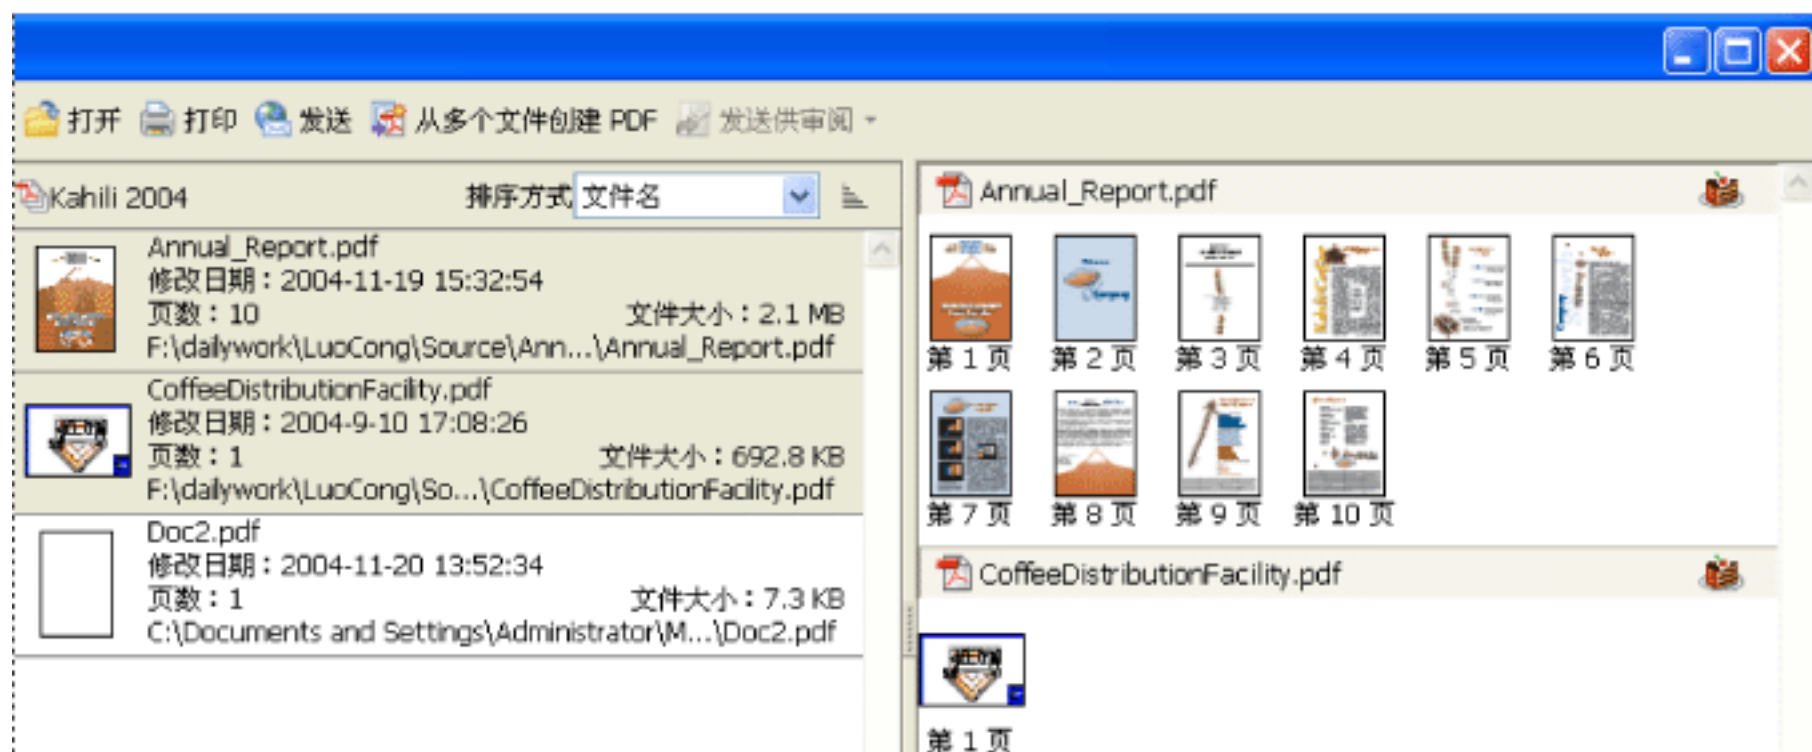 打开 打印 发送 从多个文件创建 PDF 发送供审阅
Kahili 2004 排序方式 文件名
Annual_Report.pdf
修改日期：2004-11-19 15:32:54
页数：10 文件大小：2.1 MB
F:\dailywork\LuoCong\Source\Ann...\Annual_Report.pdf
CoffeeDistributionFacility.pdf
修改日期：2004-9-10 17:08:26
页数：1 文件大小：692.8 KB
F:\dailywork\LuoCong\So...\CoffeeDistributionFacility.pdf
Doc2.pdf
修改日期：2004-11-20 13:52:34
页数：1 文件大小：7.3 KB
C:\Documents and Settings\Administrator\M...\Doc2.pdf
Annual_Report.pdf
第 1 页 第 2 页 第 3 页 第 4 页 第 5 页 第 6 页
第 7 页 第 8 页 第 9 页 第 10 页
CoffeeDistributionFacility.pdf
第 1 页